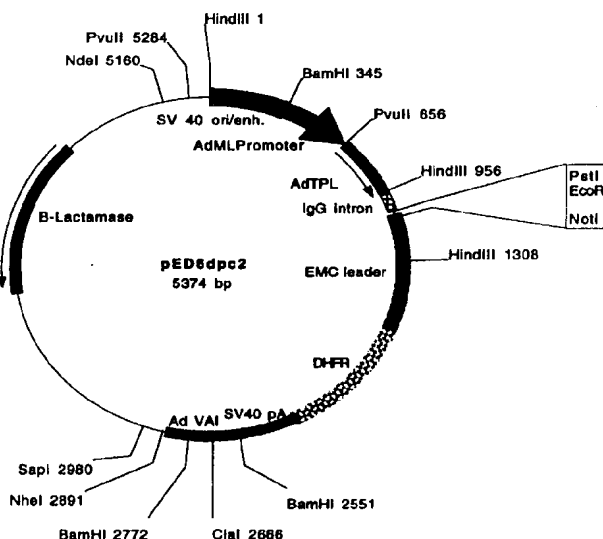 HindIII 1
PvuII 5284
NdeI 5160
BamHI 345
SV 40 ori/enh.
PvuII 856
AdMLPromoter
HindIII 956
PstI
EcoR
NotI
AdTPL
IgG intron
B-Lactamase
pED6dpc2
5374 bp
EMC leader
HindIII 1308
DHFR
SV40 pA
Ad VAI
SapI 2980
NheI 2891
BamHI 2551
BamHI 2772
ClaI 2686